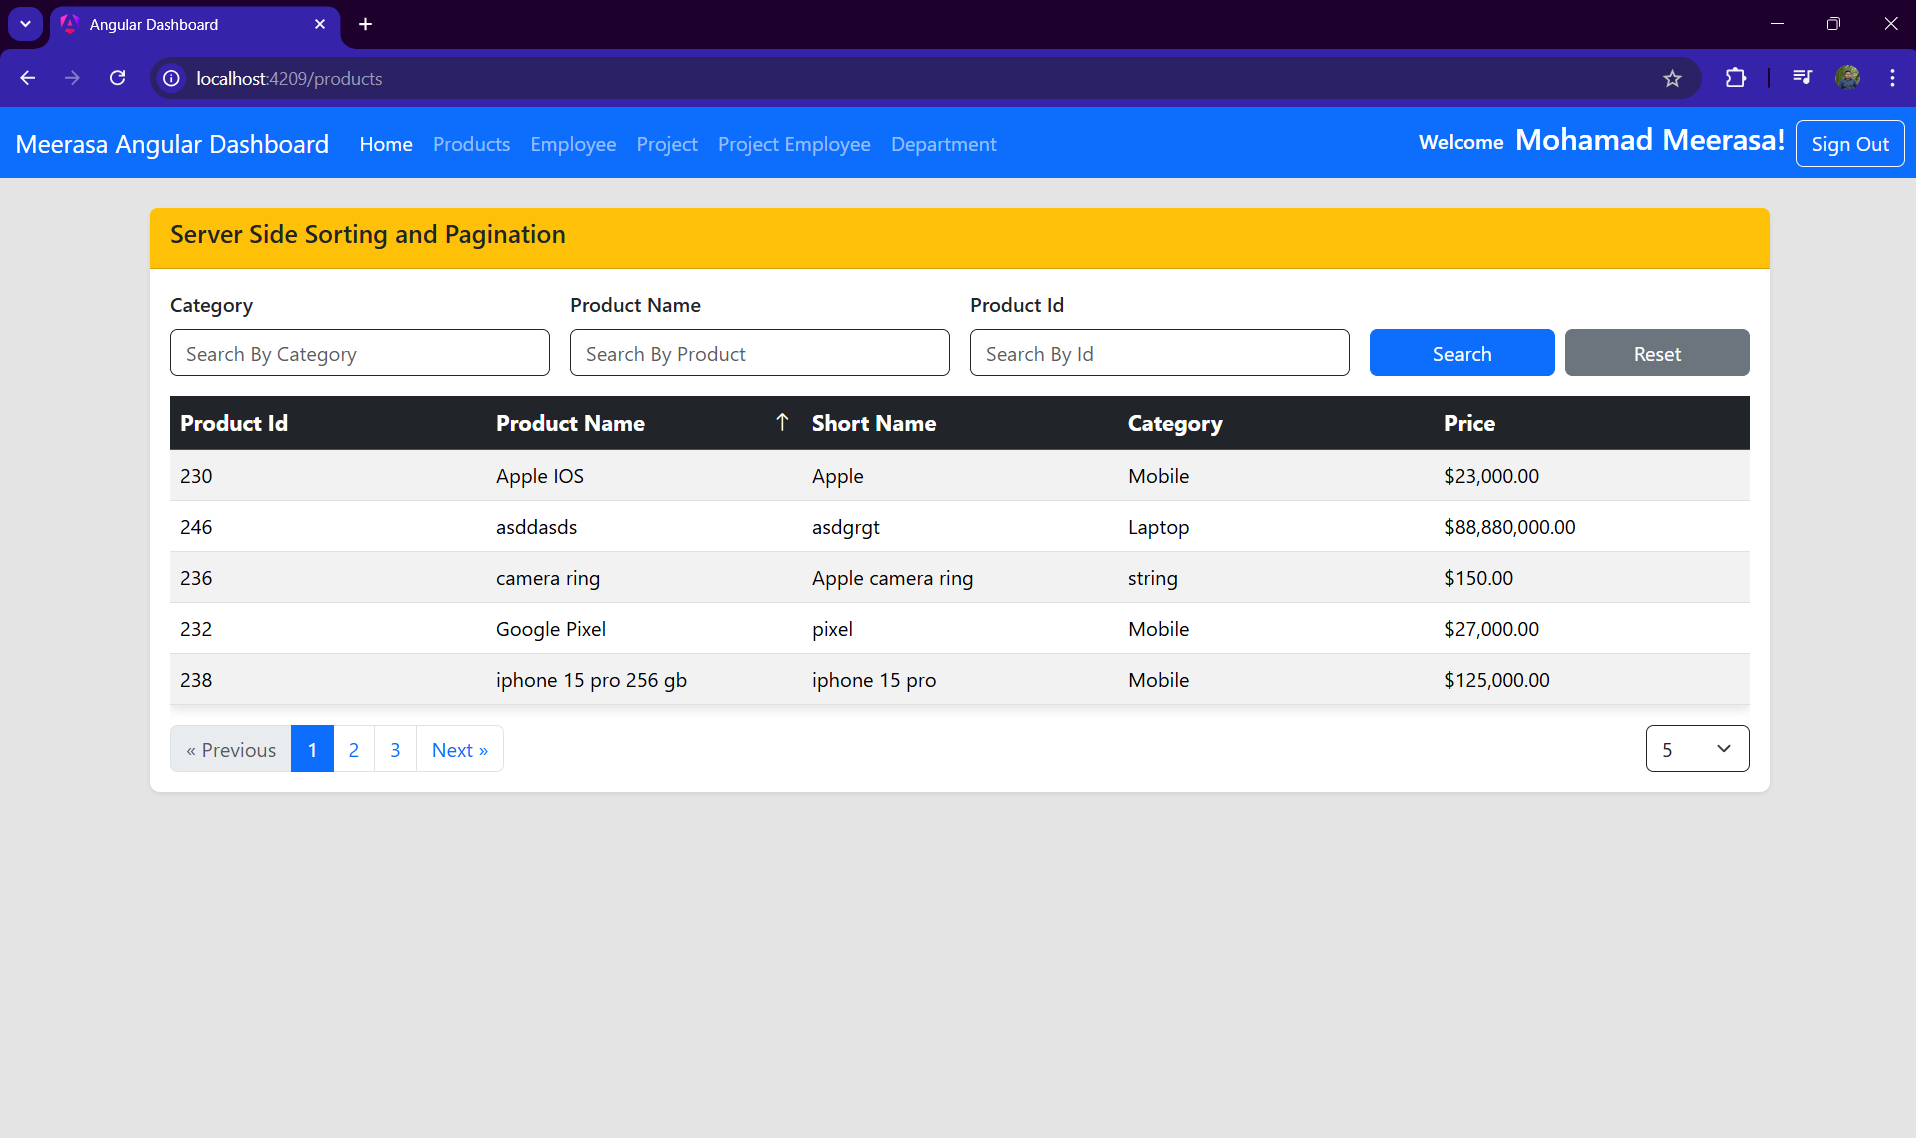 Angular Dashboard
localhost:4209/products
Meerasa Angular Dashboard Home Products Employee Project Project Employee Department Welcome Mohamad Meerasa! Sign Out
Server Side Sorting and Pagination
Category Product Name Product Id
Search By Category Search By Product Search By Id Search Reset
Product Id Product Name ↑ Short Name Category Price
230 Apple IOS Apple Mobile $23,000.00
246 asddasds asdgrgt Laptop $88,880,000.00
236 camera ring Apple camera ring string $150.00
232 Google Pixel pixel Mobile $27,000.00
238 iphone 15 pro 256 gb iphone 15 pro Mobile $125,000.00
« Previous 1 2 3 Next » 5